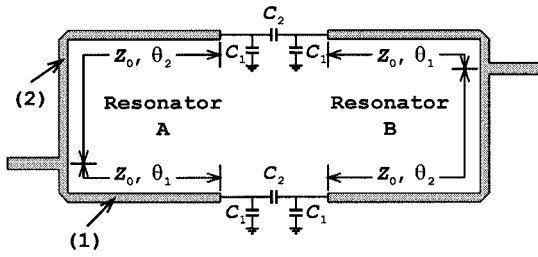 C₂
Z₀, θ₂ C₁ C₁ Z₀, θ₁
(2)
Resonator A
Resonator B
Z₀, θ₁ C₂ Z₀, θ₂
C₁ C₁
(1)